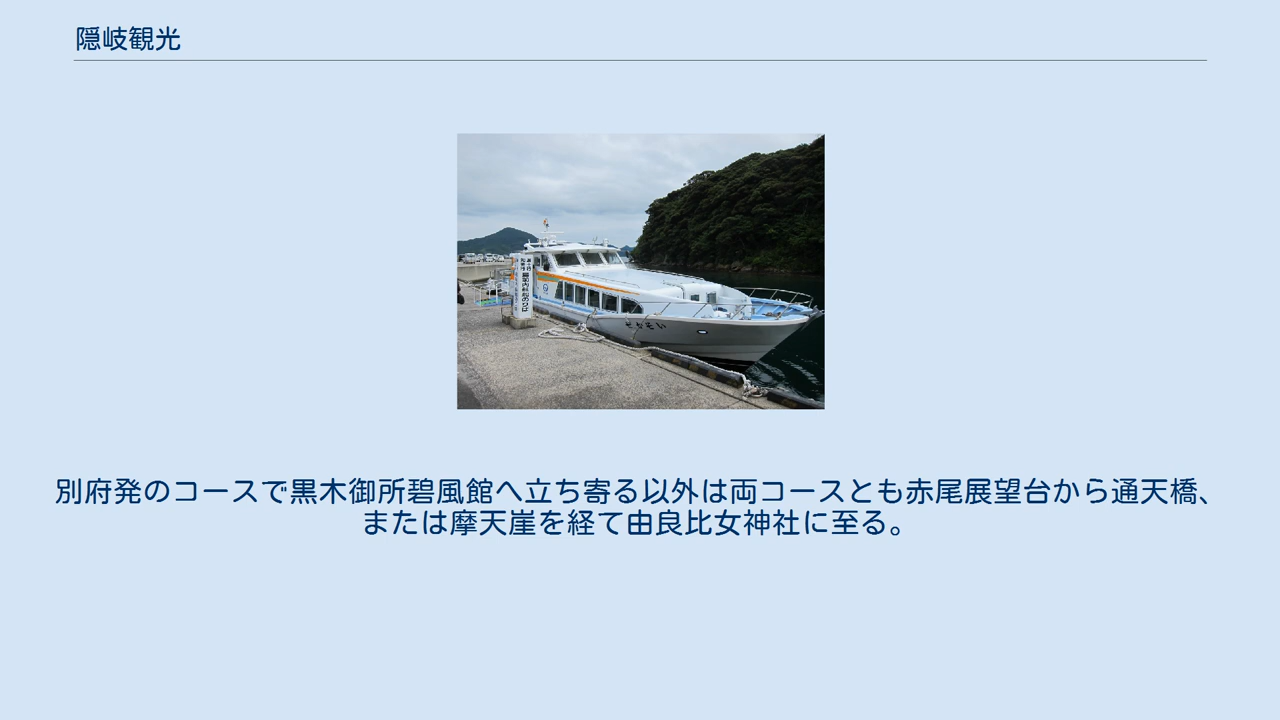 隠岐観光
別府発のコースで黒木御所碧風館へ立ち寄る以外は両コースとも赤尾展望台から通天橋、
または摩天崖を経て由良比女神社に至る。